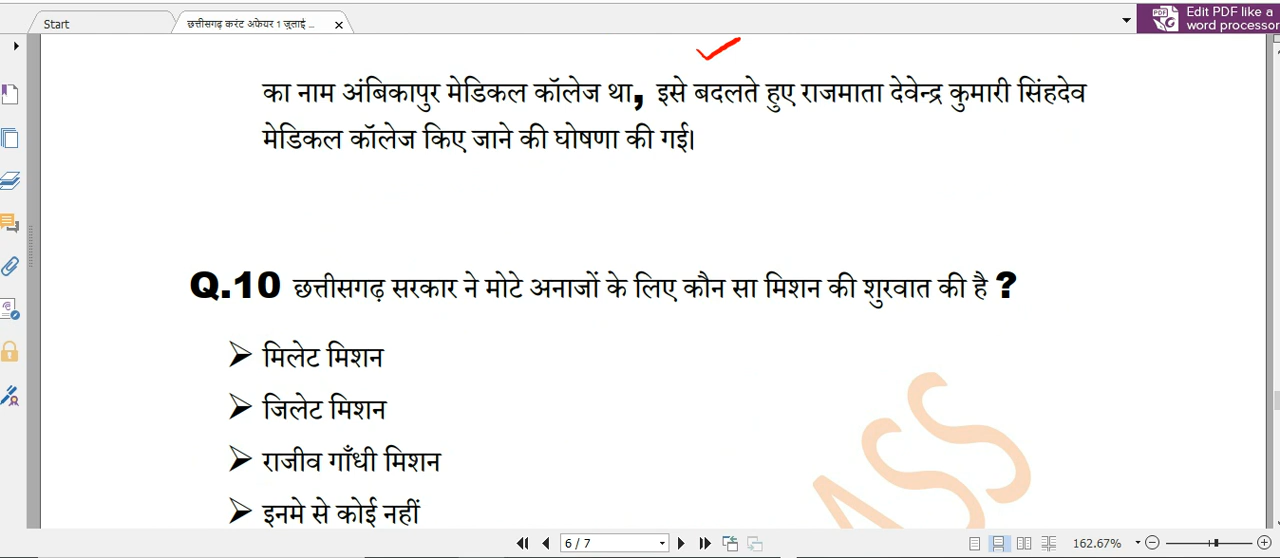 Start
छत्तीसगढ़ करंट अफेयर 1 जुलाई ...
Edit PDF like a
word processor
का नाम अंबिकापुर मेडिकल कॉलेज था, इसे बदलते हुए राजमाता देवेन्द्र कुमारी सिंहदेव
मेडिकल कॉलेज किए जाने की घोषणा की गई।
Q.10 छत्तीसगढ़ सरकार ने मोटे अनाजों के लिए कौन सा मिशन की शुरवात की है ?
➢ मिलेट मिशन
➢ जिलेट मिशन
➢ राजीव गाँधी मिशन
➢ इनमे से कोई नहीं
ASS
6 / 7
162.67%